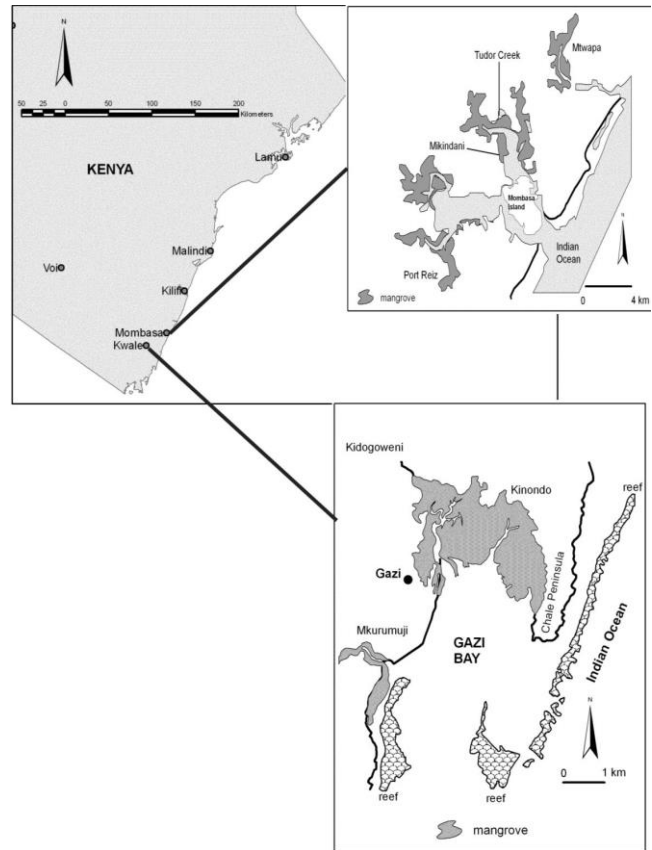 N
50 25 0 50 100 150 200
Kilometers
KENYA
Lamu
Malindi
Voi
Kilifi
Mombasa
Kwale
Mtwapa
Tudor Creek
Mikindani
Mombasa
Island
N
Indian
Ocean
Port Reiz
0 4 km
mangrove
Kidogoweni
reef
Kinondo
Gazi
Chale Peninsula
Mkurumuji
GAZI
BAY
Indian Ocean
N
0 1 km
reef
reef
mangrove